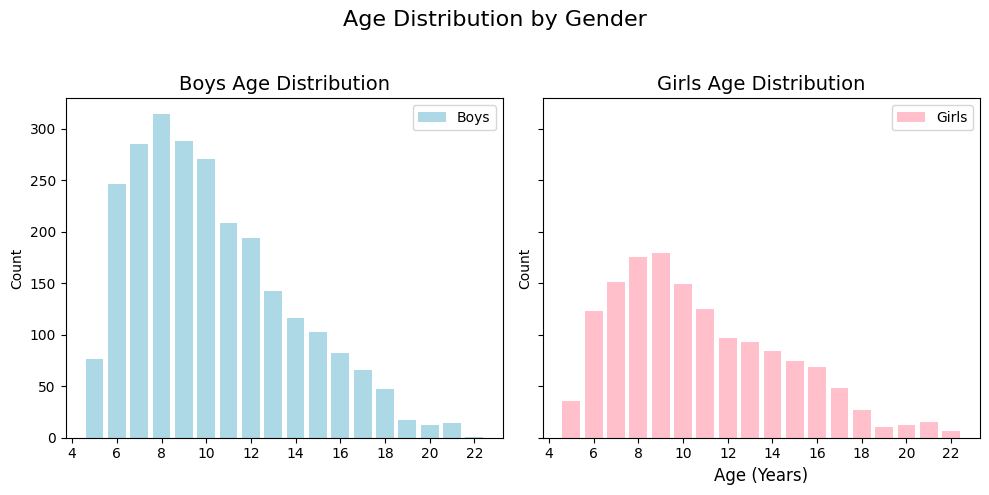 Age Distribution by Gender
Boys Age Distribution
Boys
Count
300
250
200
150
100
50
0
4 6 8 10 12 14 16 18 20 22
Girls Age Distribution
Girls
Count
4 6 8 10 12 14 16 18 20 22
Age (Years)